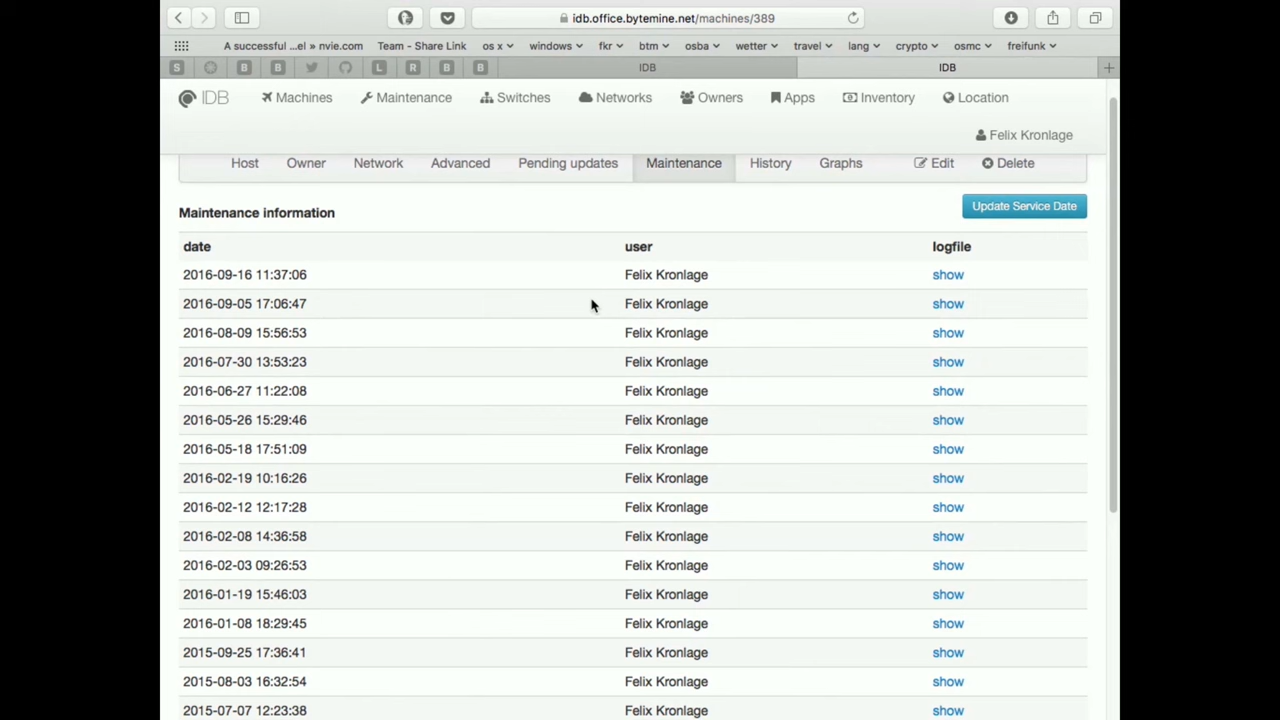 idb.office.bytemine.net/machines/389
A successful ...el » nvie.com Team - Share Link os x windows fkr btm osba wetter travel lang crypto osmc freifunk
S B B L R B B IDB IDB
IDB Machines Maintenance Switches Networks Owners Apps Inventory Location
Felix Kronlage
Host Owner Network Advanced Pending updates Maintenance History Graphs Edit Delete
Maintenance information Update Service Date
date user logfile
2016-09-16 11:37:06 Felix Kronlage show
2016-09-05 17:06:47 Felix Kronlage show
2016-08-09 15:56:53 Felix Kronlage show
2016-07-30 13:53:23 Felix Kronlage show
2016-06-27 11:22:08 Felix Kronlage show
2016-05-26 15:29:46 Felix Kronlage show
2016-05-18 17:51:09 Felix Kronlage show
2016-02-19 10:16:26 Felix Kronlage show
2016-02-12 12:17:28 Felix Kronlage show
2016-02-08 14:36:58 Felix Kronlage show
2016-02-03 09:26:53 Felix Kronlage show
2016-01-19 15:46:03 Felix Kronlage show
2016-01-08 18:29:45 Felix Kronlage show
2015-09-25 17:36:41 Felix Kronlage show
2015-08-03 16:32:54 Felix Kronlage show
2015-07-07 12:23:38 Felix Kronlage show